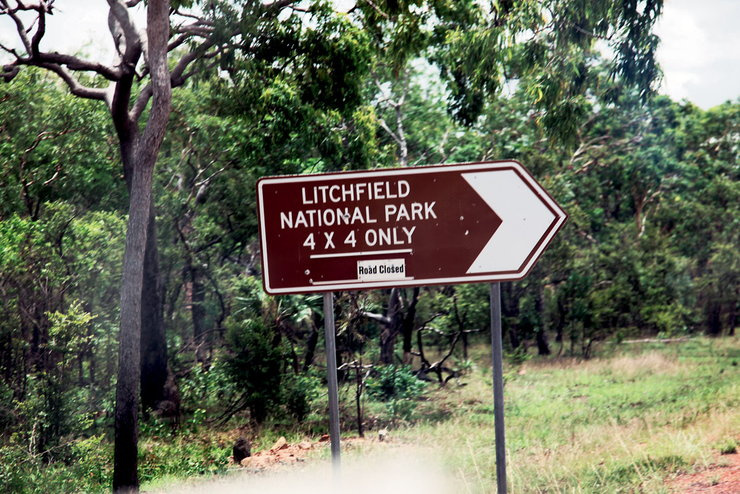 LITCHFIELD
NATIONAL PARK
4 X 4 ONLY
Road Closed